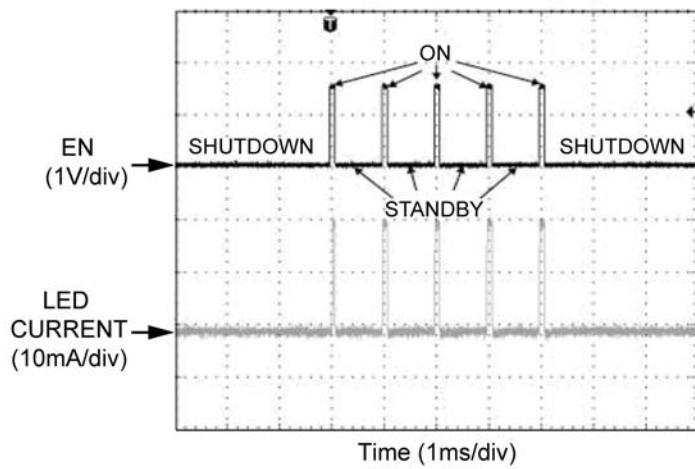 T
ON
SHUTDOWN
SHUTDOWN
EN
(1V/div)
STANDBY
LED
CURRENT
(10mA/div)
Time (1ms/div)